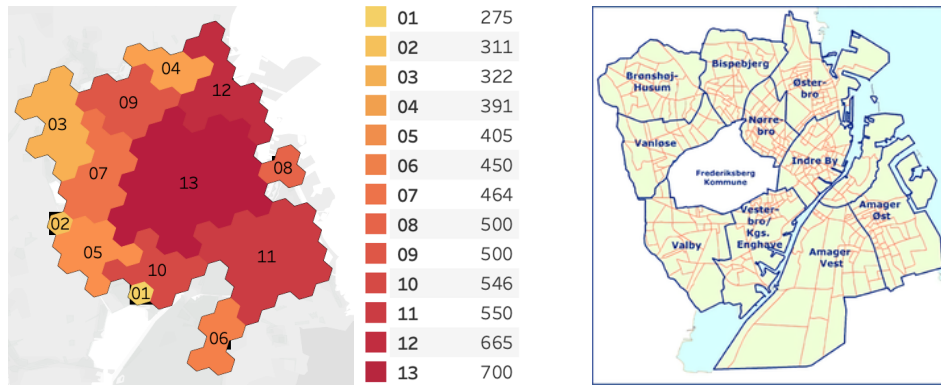 12
04
09
03
13
08
07
02
05
11
10
01
06
01 275
02 311
03 322
04 391
05 405
06 450
07 464
08 500
09 500
10 546
11 550
12 665
13 700
Bispebjerg
Brønshøj-
Husum
Øster-
bro
Nørre-
bro
Vanløse
Indre By
Frederiksberg
Kommune
Amager
Øst
Vester-
bro/
Kgs.
Enghave
Valby
Amager
Vest